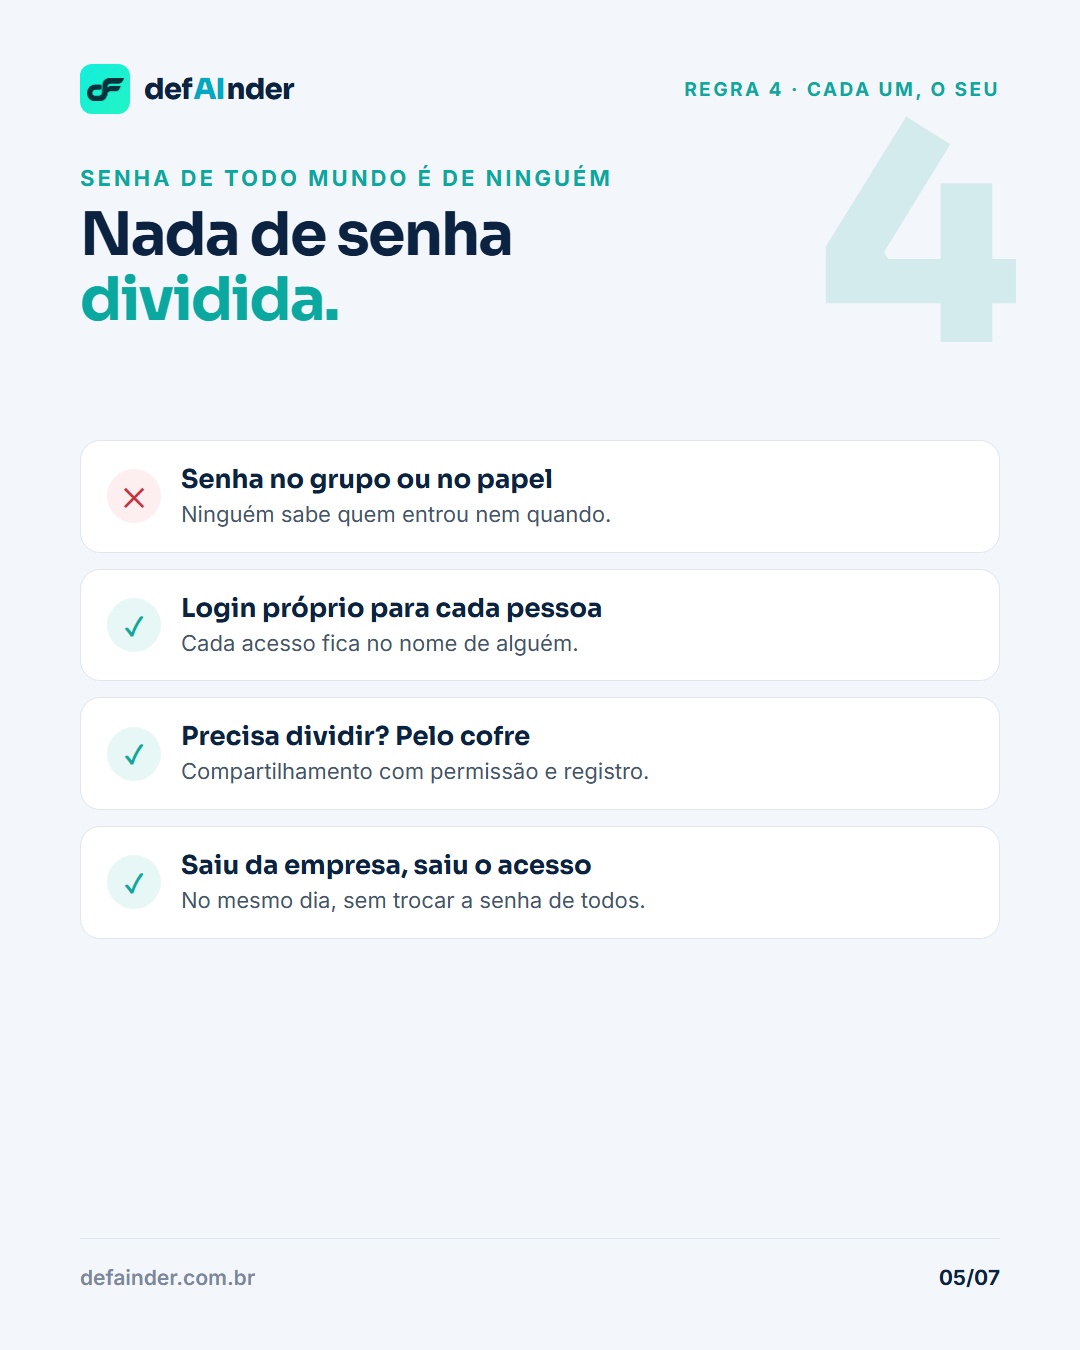 defAInder
REGRA 4 · CADA UM, O SEU
4
SENHA DE TODO MUNDO É DE NINGUÉM
Nada de senha
dividida.
Senha no grupo ou no papel
Ninguém sabe quem entrou nem quando.
Login próprio para cada pessoa
Cada acesso fica no nome de alguém.
Precisa dividir? Pelo cofre
Compartilhamento com permissão e registro.
Saiu da empresa, saiu o acesso
No mesmo dia, sem trocar a senha de todos.
defainder.com.br
05/07